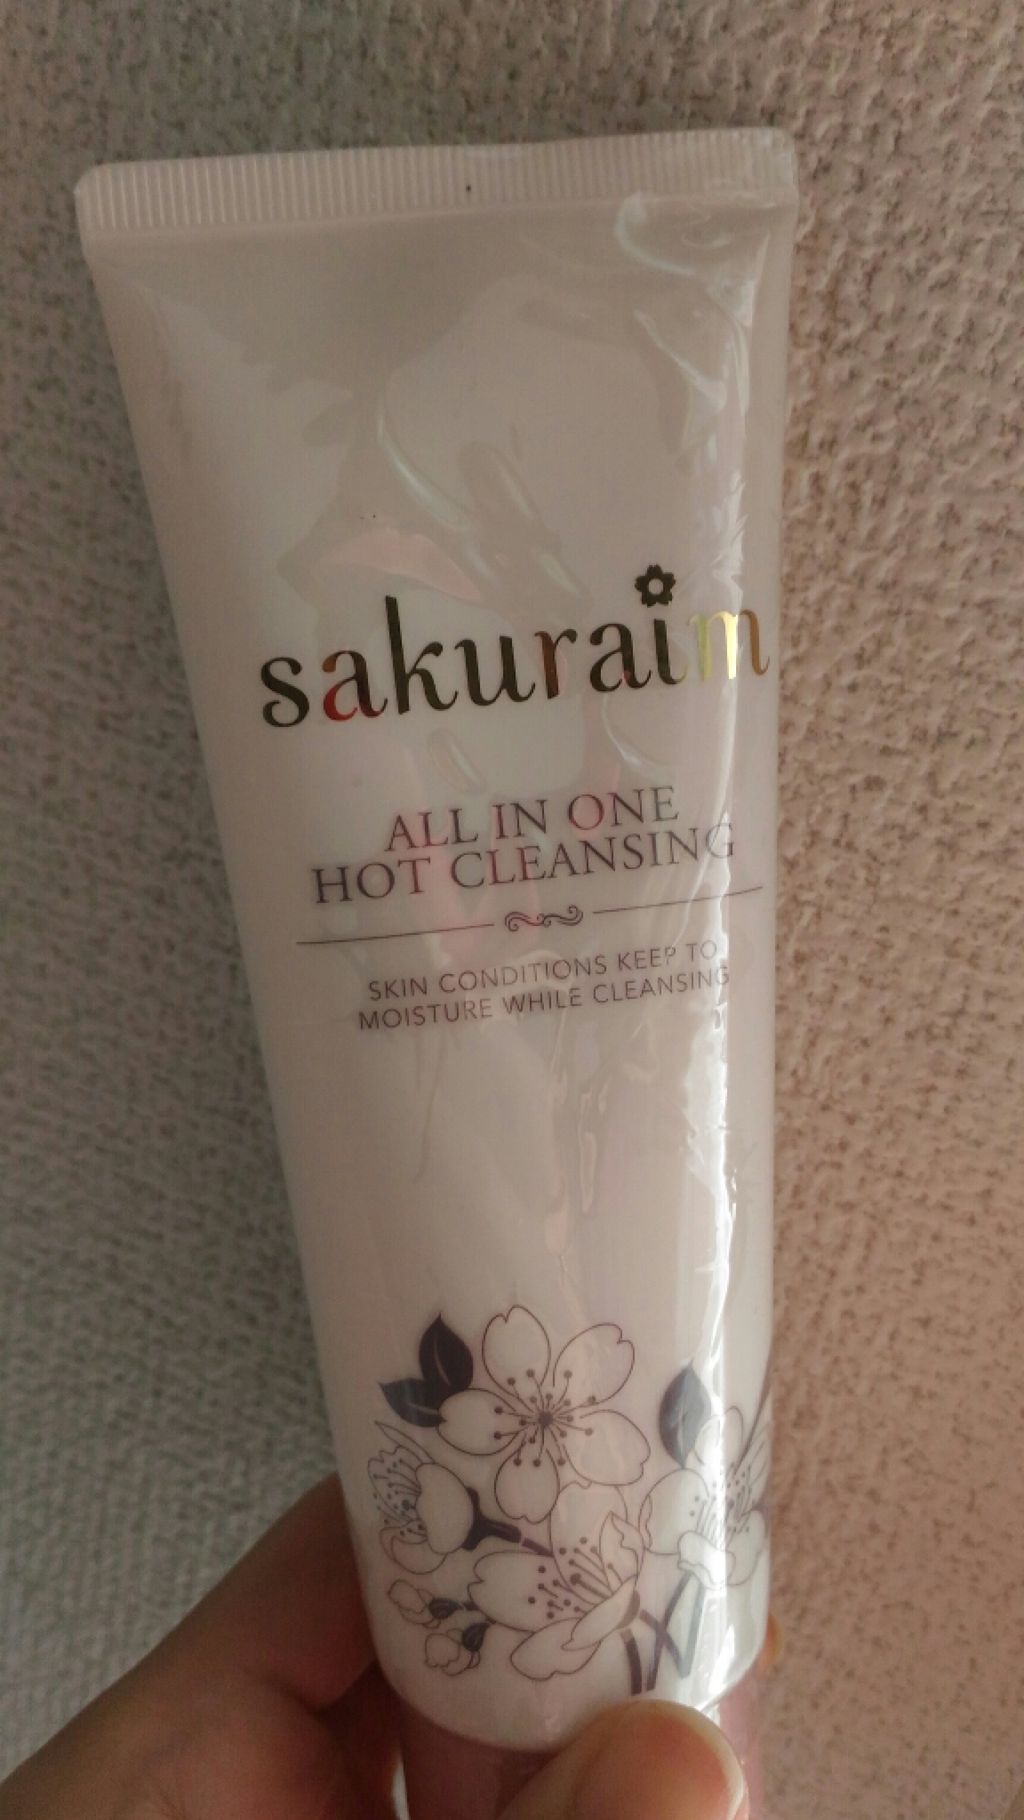 sakuraim
ALL IN ONE
HOT CLEANSING
SKIN CONDITIONS KEEP TO
MOISTURE WHILE CLEANSING